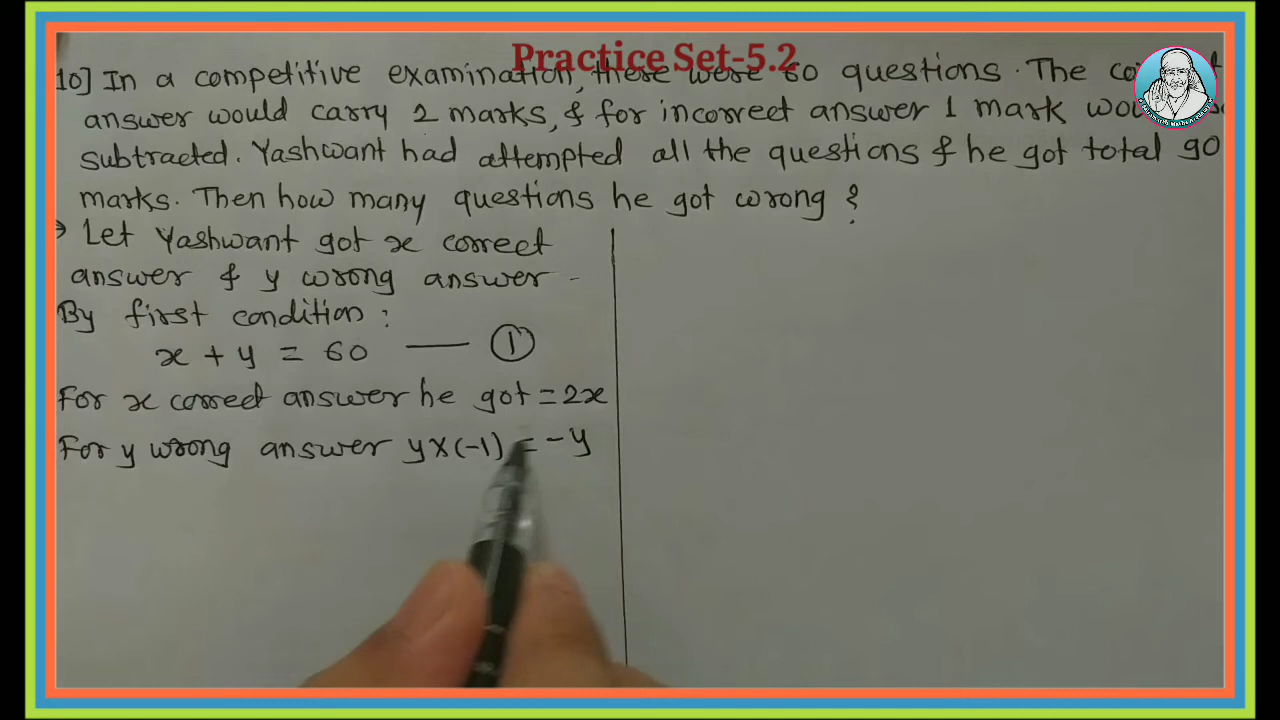 Practice Set-5.2
10] In a competitive examination, there were 60 questions. The
answer would carry 2 marks, & for incorrect answer 1 mark
subtracted. Yashwant had attempted all the questions & he got total 90
marks. Then how many questions he got wrong ?
→ Let Yashwant got x correct
answer & y wrong answer -
By first condition :
x + y = 60 —— ①
For x correct answer he got = 2x
For y wrong answer y×(-1) = -y